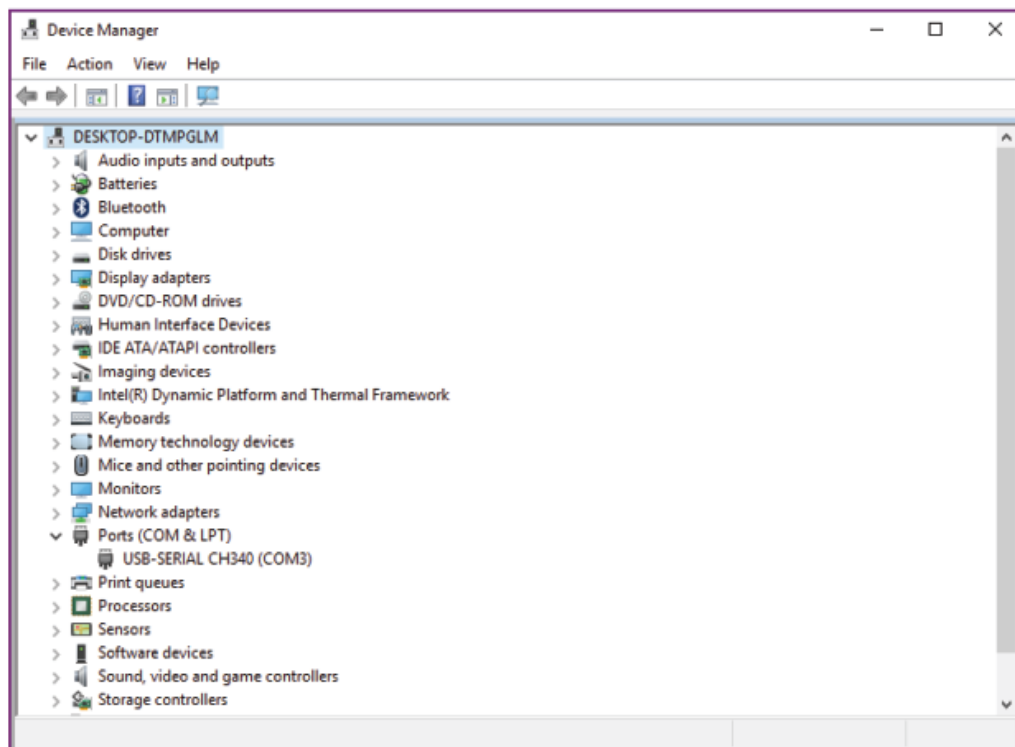 Device Manager
File Action View Help
DESKTOP-DTMPGLM
Audio inputs and outputs
Batteries
Bluetooth
Computer
Disk drives
Display adapters
DVD/CD-ROM drives
Human Interface Devices
IDE ATA/ATAPI controllers
Imaging devices
Intel(R) Dynamic Platform and Thermal Framework
Keyboards
Memory technology devices
Mice and other pointing devices
Monitors
Network adapters
Ports (COM & LPT)
USB-SERIAL CH340 (COM3)
Print queues
Processors
Sensors
Software devices
Sound, video and game controllers
Storage controllers